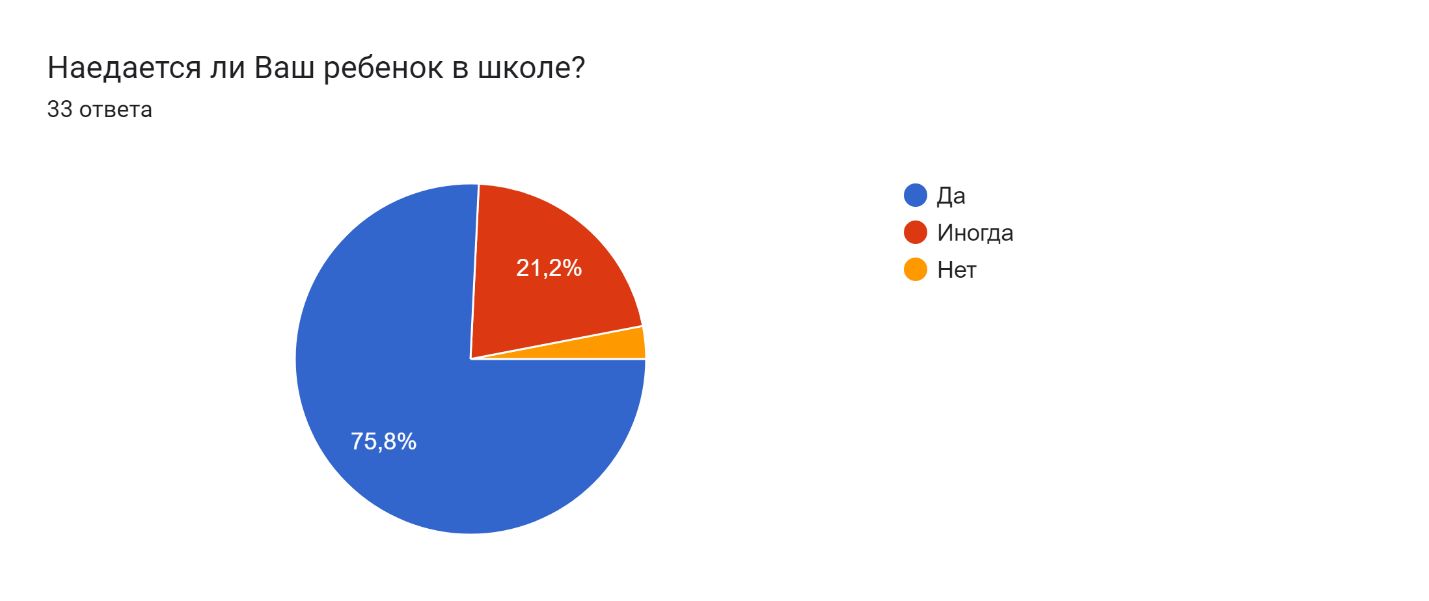 Наедается ли Ваш ребенок в школе?
33 ответа
Да
Иногда
Нет
21,2%
75,8%